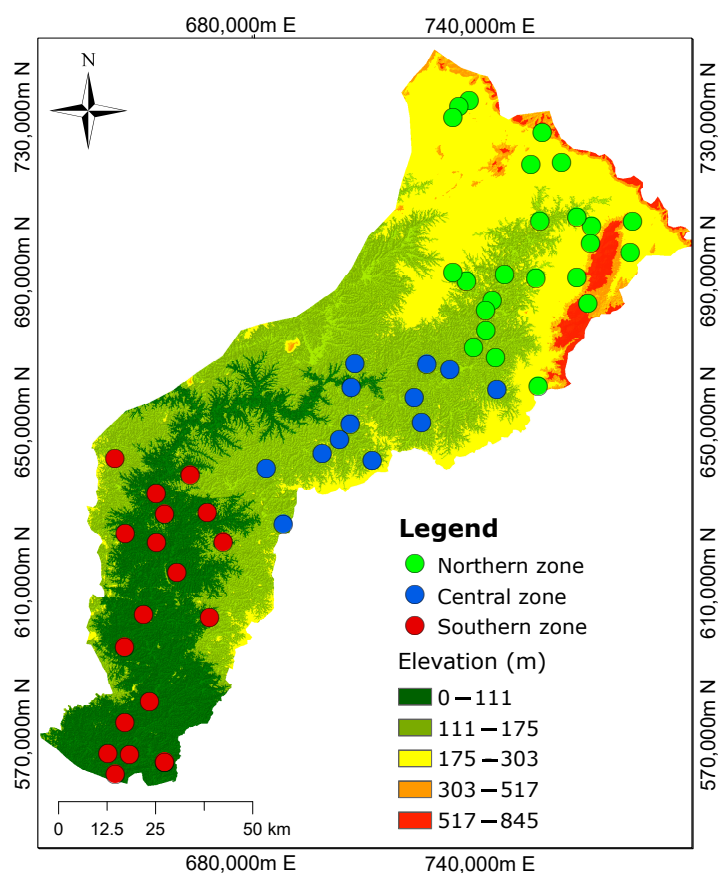 680,000m E 740,000m E
N
730,000m N 730,000m N
690,000m N 690,000m N
650,000m N 650,000m N
610,000m N 610,000m N
570,000m N 570,000m N
Legend
Northern zone
Central zone
Southern zone
Elevation (m)
0–111
111–175
175–303
303–517
517–845
0 12.5 25 50 km
680,000m E 740,000m E